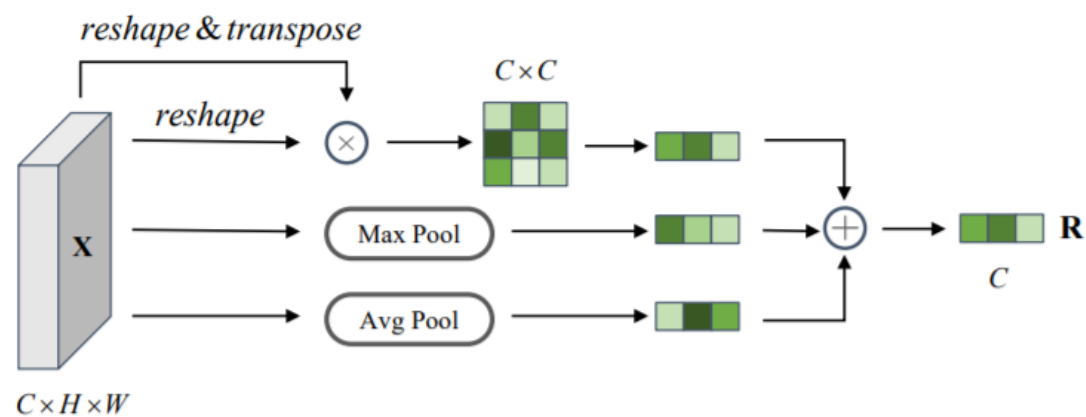 reshape & transpose
C×C
reshape
×
X
Max Pool
+
R
C
Avg Pool
C×H×W